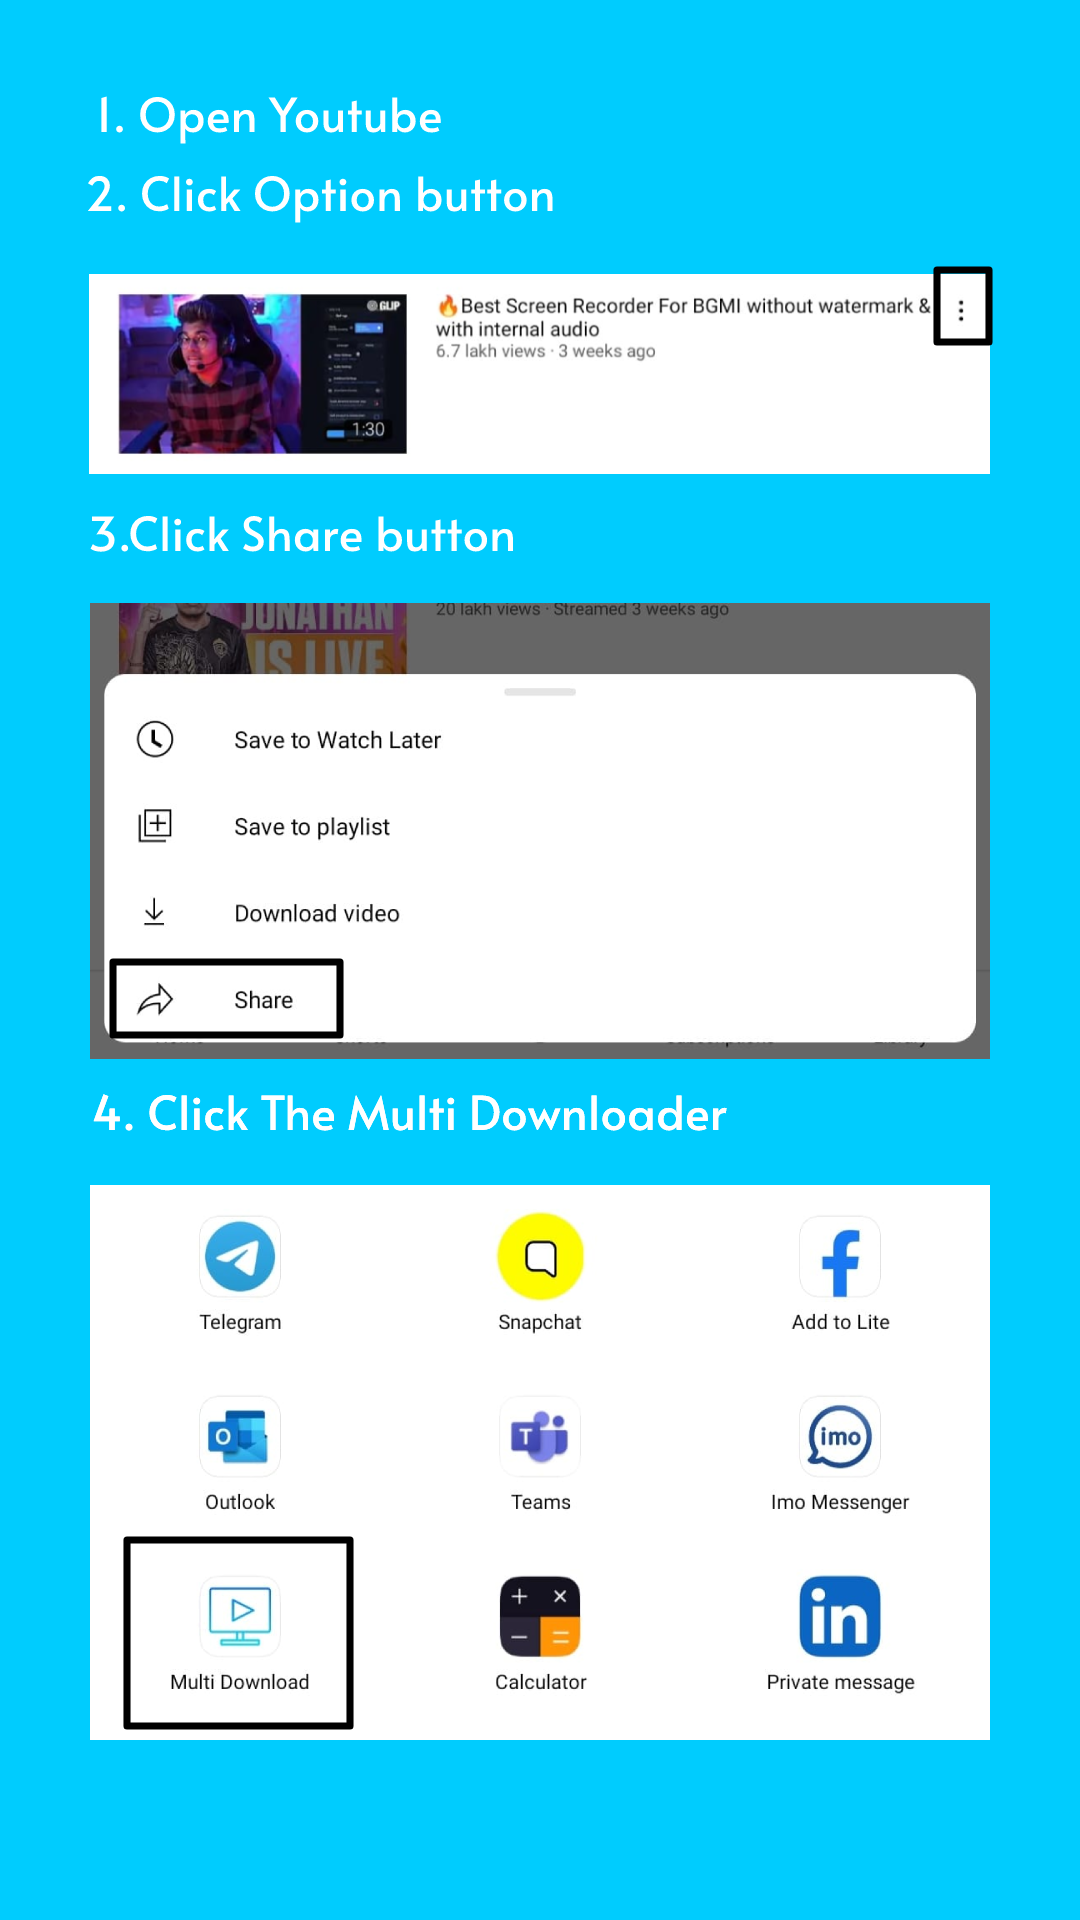 1. Open Youtube
2. Click Option button
GLIP
1:30
🔥Best Screen Recorder For BGMI without watermark &
with internal audio
6.7 lakh views · 3 weeks ago
3.Click Share button
JONATHAN
IS LIVE
20 lakh views · Streamed 3 weeks ago
Save to Watch Later
Save to playlist
Download video
Share
4. Click The Multi Downloader
Telegram
Snapchat
Add to Lite
Outlook
Teams
imo
Imo Messenger
Multi Download
Calculator
in
Private message